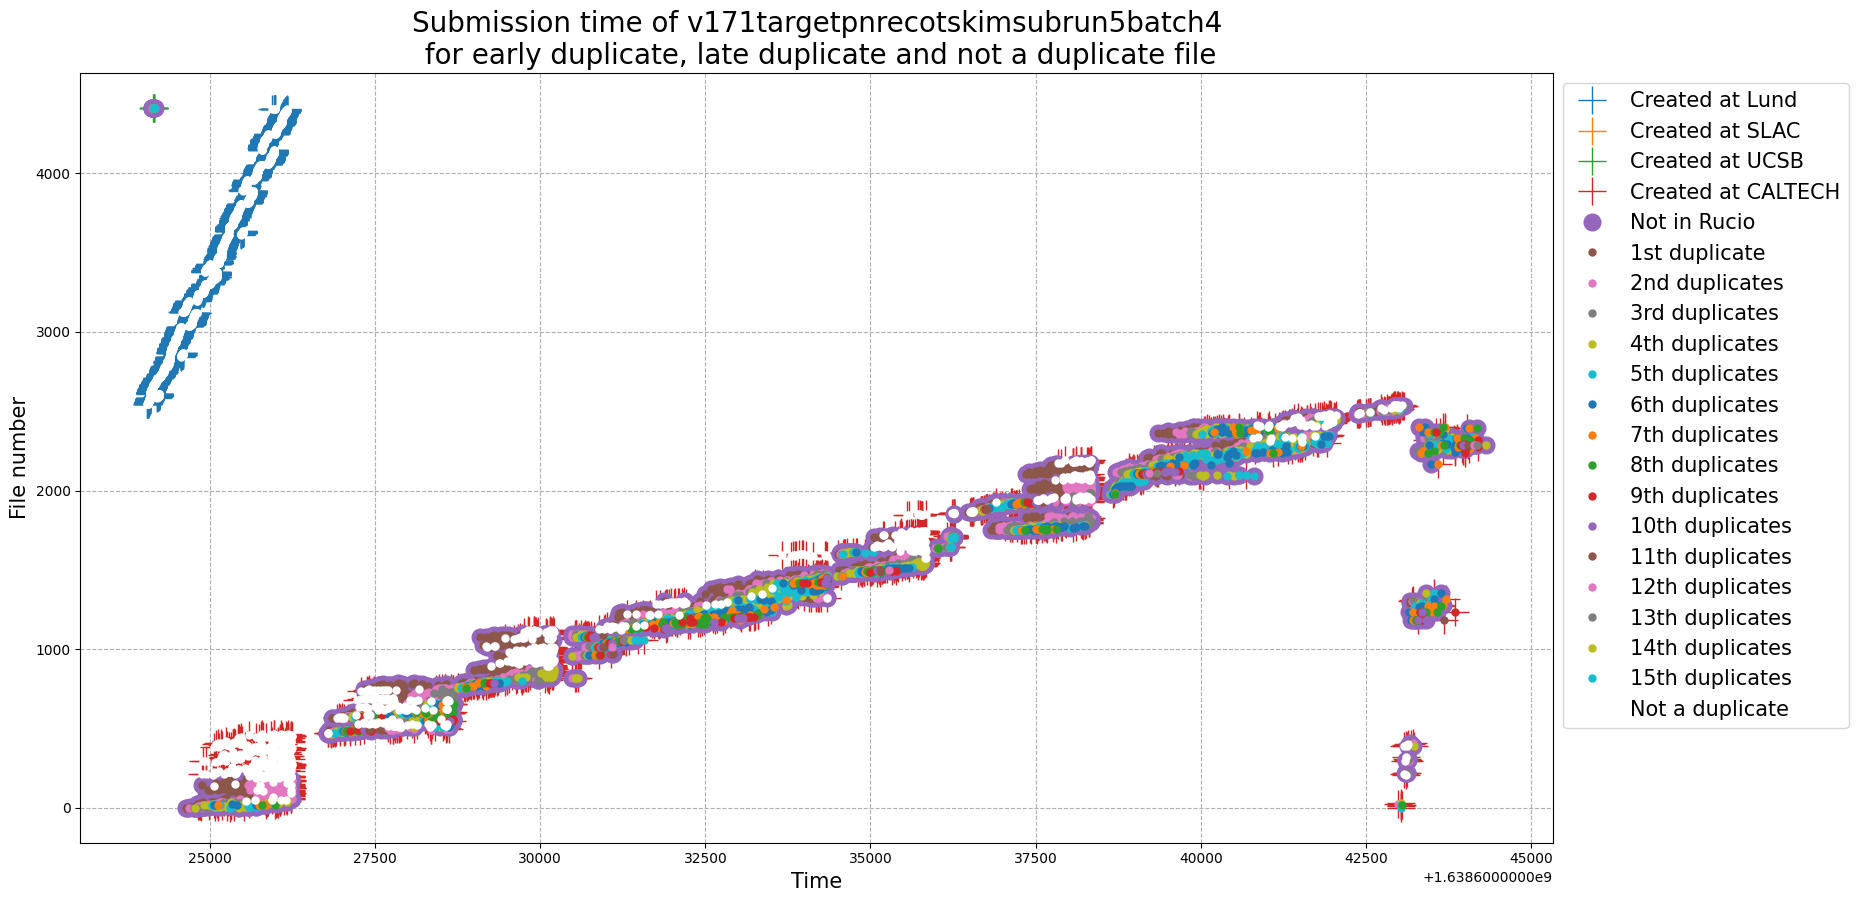 Submission time of v171targetpnrecotskimsubrun5batch4
for early duplicate, late duplicate and not a duplicate file
File number
4000
3000
2000
1000
0
25000
27500
30000
32500
35000
37500
40000
42500
45000
+1.6386000000e9
Time
Created at Lund
Created at SLAC
Created at UCSB
Created at CALTECH
Not in Rucio
1st duplicate
2nd duplicates
3rd duplicates
4th duplicates
5th duplicates
6th duplicates
7th duplicates
8th duplicates
9th duplicates
10th duplicates
11th duplicates
12th duplicates
13th duplicates
14th duplicates
15th duplicates
Not a duplicate